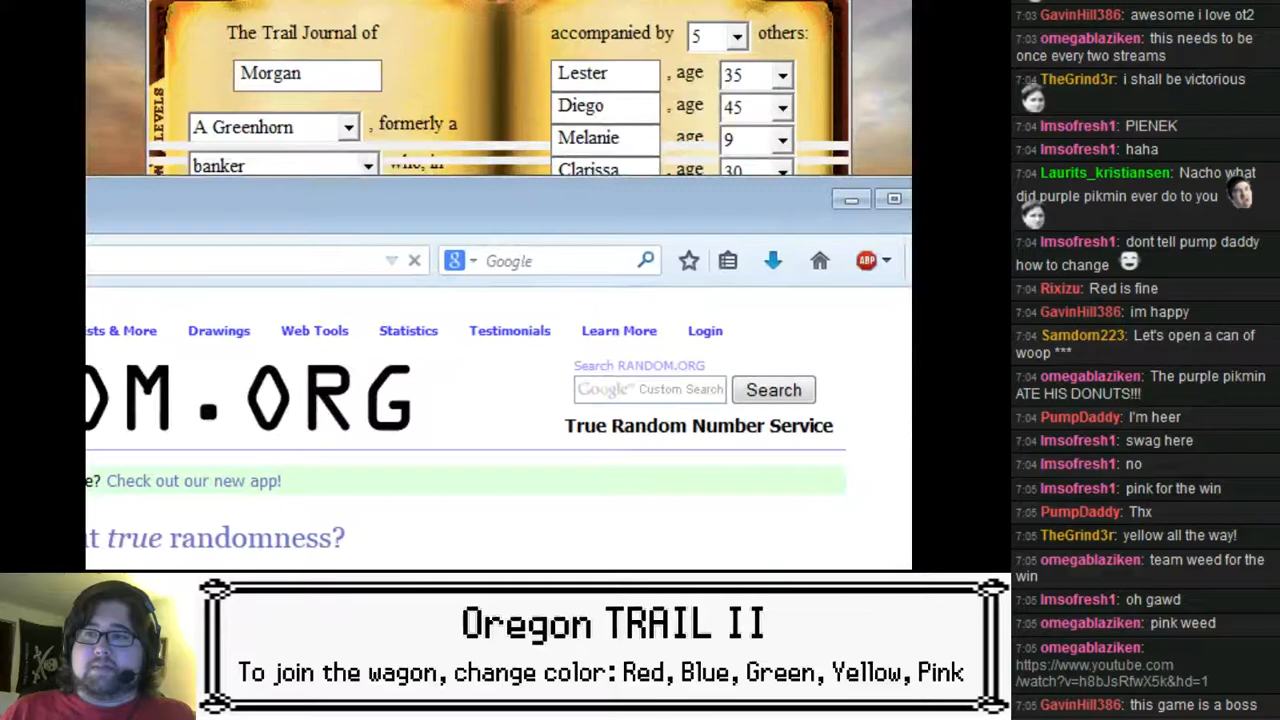 The Trail Journal of
Morgan
A Greenhorn , formerly a
banker who, in
LEVELS
accompanied by 5 others:
Lester , age 35
Diego , age 45
Melanie age 9
Clarissa , age 30
Google
ABP
sts & More Drawings Web Tools Statistics Testimonials Learn More Login
OM.ORG
Search RANDOM.ORG
Google™ Custom Search Search
True Random Number Service
e? Check out our new app!
t true randomness?
Oregon TRAIL II
To join the wagon, change color: Red, Blue, Green, Yellow, Pink
7:03 GavinHill386: awesome i love ot2
7:03 omegablaziken: this needs to be
once every two streams
7:04 TheGrind3r: i shall be victorious
7:04 Imsofresh1: PIENEK
7:04 Imsofresh1: haha
7:04 Laurits_kristiansen: Nacho what
did purple pikmin ever do to you
7:04 Imsofresh1: dont tell pump daddy
how to change
7:04 Rixizu: Red is fine
7:04 GavinHill386: im happy
7:04 Samdom223: Let's open a can of
woop ***
7:04 omegablaziken: The purple pikmin
ATE HIS DONUTS!!!
7:04 PumpDaddy: I'm heer
7:04 Imsofresh1: swag here
7:04 Imsofresh1: no
7:05 Imsofresh1: pink for the win
7:05 PumpDaddy: Thx
7:05 TheGrind3r: yellow all the way!
7:05 omegablaziken: team weed for the
win
7:05 Imsofresh1: oh gawd
7:05 omegablaziken: pink weed
7:05 omegablaziken:
https://www.youtube.com
/watch?v=h8bJsRfwX5k&hd=1
7:05 GavinHill386: this game is a boss